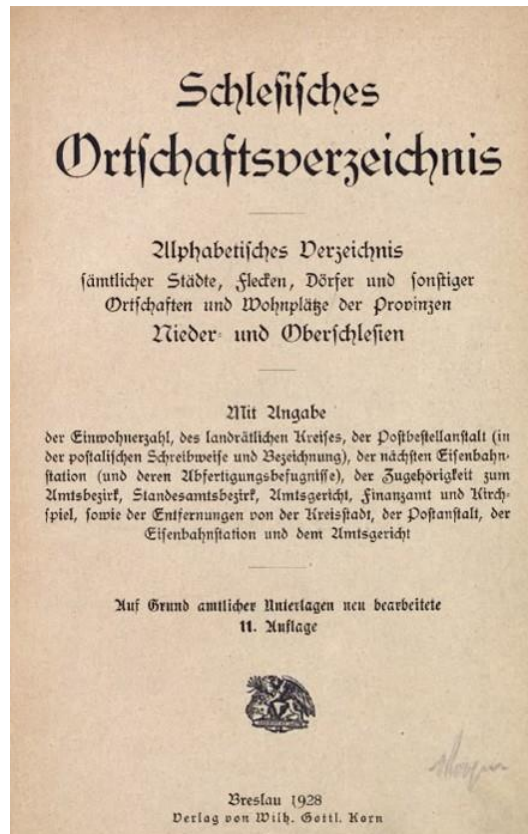 Schlesisches
Ortschaftsverzeichnis
Alphabetisches Verzeichnis
sämtlicher Städte, Flecken, Dörfer und sonstiger
Ortschaften und Wohnplätze der Provinzen
Nieder- und Oberschlesien
Mit Angabe
der Einwohnerzahl, des landrätlichen Kreises, der Postbestellanstalt (in
der postalischen Schreibweise und Bezeichnung), der nächsten Eisenbahn-
station (und deren Abfertigungsbefugnisse), der Zugehörigkeit zum
Amtsbezirk, Standesamtsbezirk, Amtsgericht, Finanzamt und Kirch-
spiel, sowie der Entfernungen von der Kreisstadt, der Postanstalt, der
Eisenbahnstation und dem Amtsgericht
Auf Grund amtlicher Unterlagen neu bearbeitete
11. Auflage
Breslau 1928
Verlag von Wilh. Gottl. Korn